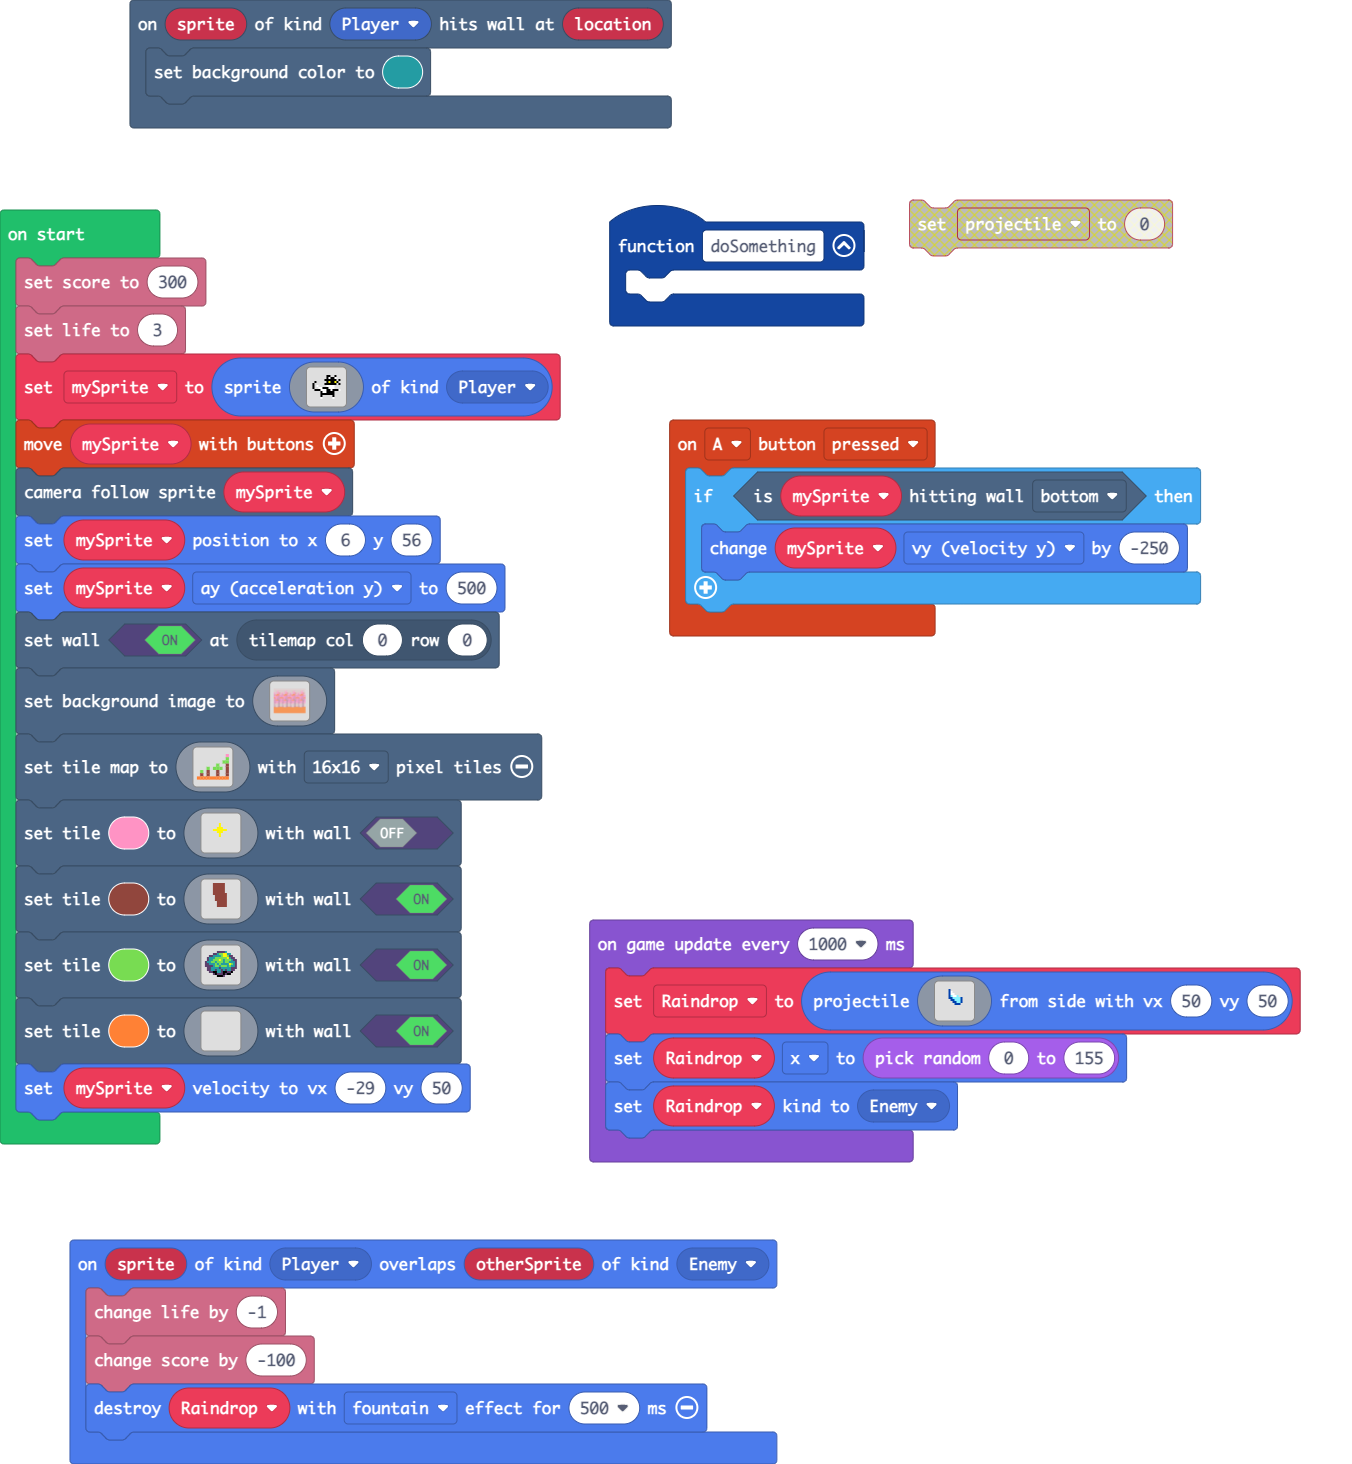 on sprite of kind Player hits wall at location
set background color to
on start
set score to 300
set life to 3
set mySprite to sprite of kind Player
move mySprite with buttons
camera follow sprite mySprite
set mySprite position to x 6 y 56
set mySprite ay (acceleration y) to 500
set wall ON at tilemap col 0 row 0
set background image to
set tile map to with 16x16 pixel tiles
set tile to with wall OFF
set tile to with wall ON
set tile to with wall ON
set tile to with wall ON
set mySprite velocity to vx -29 vy 50
function doSomething
set projectile to 0
on A button pressed
if is mySprite hitting wall bottom then
change mySprite vy (velocity y) by -250
on game update every 1000 ms
set Raindrop to projectile from side with vx 50 vy 50
set Raindrop x to pick random 0 to 155
set Raindrop kind to Enemy
on sprite of kind Player overlaps otherSprite of kind Enemy
change life by -1
change score by -100
destroy Raindrop with fountain effect for 500 ms